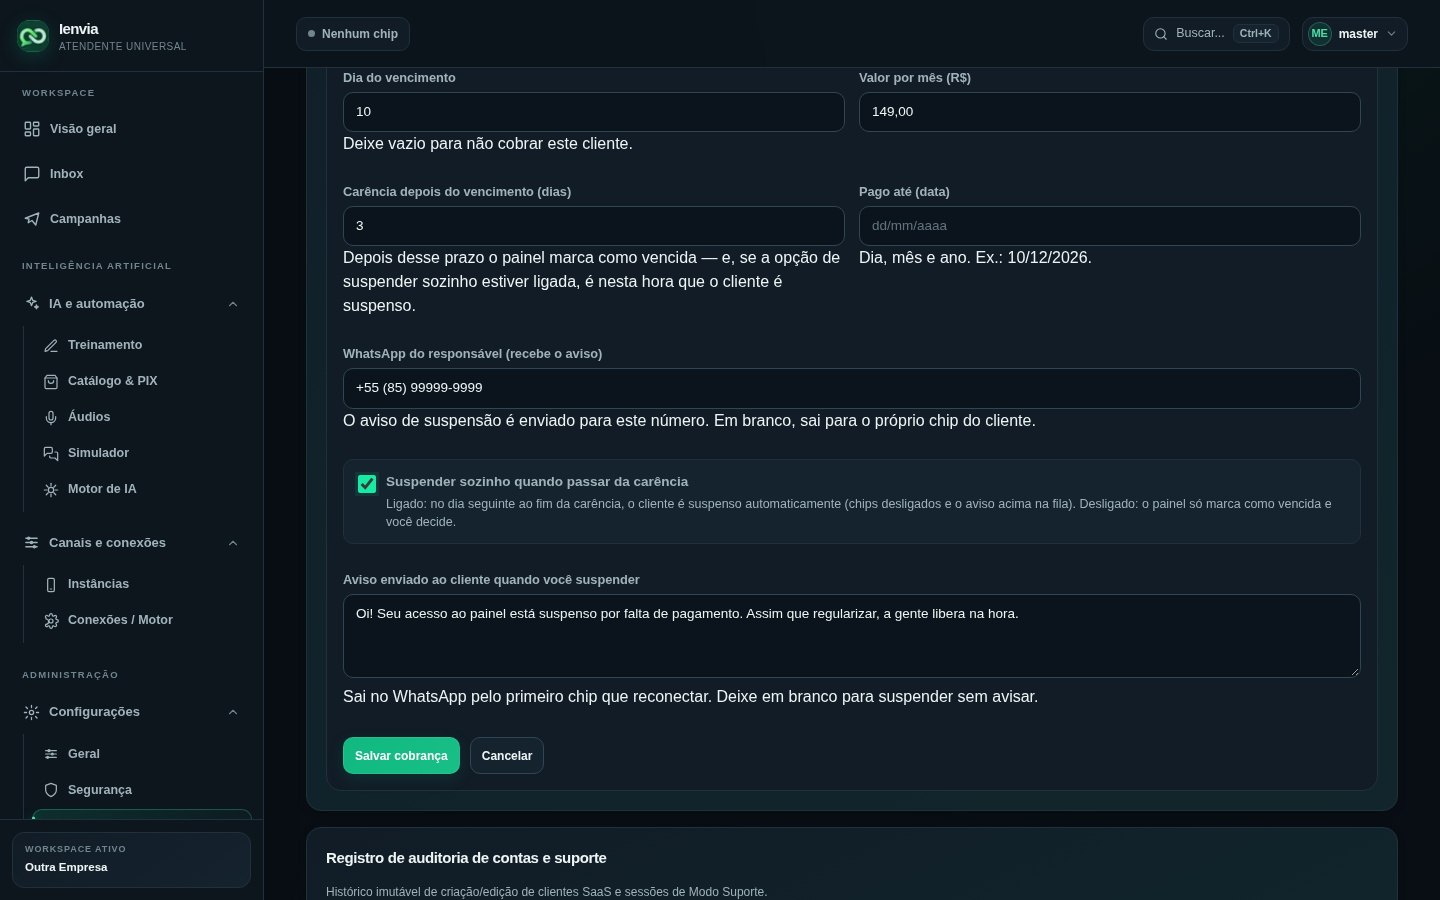 lenvia
ATENDENTE UNIVERSAL
Nenhum chip
Buscar...
Ctrl+K
ME
master
WORKSPACE
Visão geral
Inbox
Campanhas
INTELIGÊNCIA ARTIFICIAL
IA e automação
Treinamento
Catálogo & PIX
Áudios
Simulador
Motor de IA
Canais e conexões
Instâncias
Conexões / Motor
ADMINISTRAÇÃO
Configurações
Geral
Segurança
WORKSPACE ATIVO
Outra Empresa
Dia do vencimento
10
Deixe vazio para não cobrar este cliente.
Valor por mês (R$)
149,00
Carência depois do vencimento (dias)
3
Depois desse prazo o painel marca como vencida — e, se a opção de
suspender sozinho estiver ligada, é nesta hora que o cliente é
suspenso.
Pago até (data)
dd/mm/aaaa
Dia, mês e ano. Ex.: 10/12/2026.
WhatsApp do responsável (recebe o aviso)
+55 (85) 99999-9999
O aviso de suspensão é enviado para este número. Em branco, sai para o próprio chip do cliente.
Suspender sozinho quando passar da carência
Ligado: no dia seguinte ao fim da carência, o cliente é suspenso automaticamente (chips desligados e o aviso acima na fila). Desligado: o painel só marca como vencida e
você decide.
Aviso enviado ao cliente quando você suspender
Oi! Seu acesso ao painel está suspenso por falta de pagamento. Assim que regularizar, a gente libera na hora.
Sai no WhatsApp pelo primeiro chip que reconectar. Deixe em branco para suspender sem avisar.
Salvar cobrança
Cancelar
Registro de auditoria de contas e suporte
Histórico imutável de criação/edição de clientes SaaS e sessões de Modo Suporte.